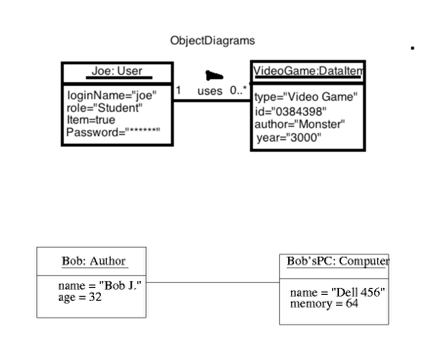 ObjectDiagrams
Joe: User
loginName="joe"
role="Student"
Item=true
Password="******"
1 uses 0..*
VideoGame:DataItem
type="Video Game"
id="0384398"
author="Monster"
year="3000"
Bob: Author
name = "Bob J."
age = 32
Bob'sPC: Computer
name = "Dell 456"
memory = 64